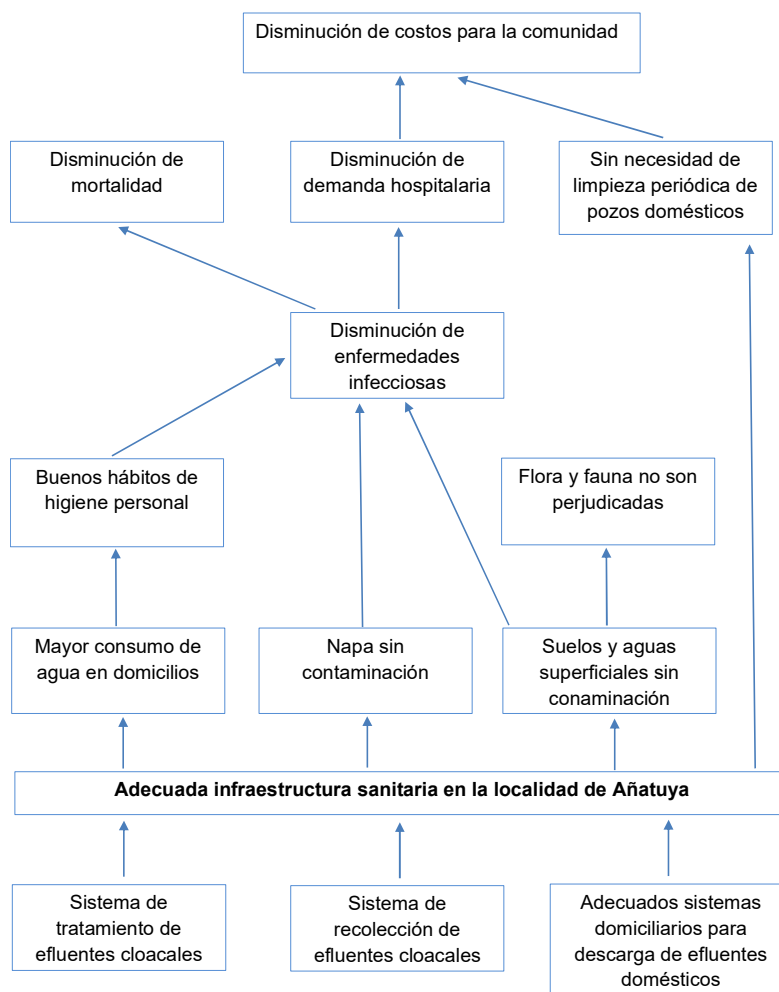 Disminución de costos para la comunidad
Disminución de
mortalidad
Disminución de
demanda hospitalaria
Sin necesidad de
limpieza periódica de
pozos domésticos
Disminución de
enfermedades
infecciosas
Buenos hábitos de
higiene personal
Flora y fauna no son
perjudicadas
Mayor consumo de
agua en domicilios
Napa sin
contaminación
Suelos y aguas
superficiales sin
conaminación
Adecuada infraestructura sanitaria en la localidad de Añatuya
Sistema de
tratamiento de
efluentes cloacales
Sistema de
recolección de
efluentes cloacales
Adecuados sistemas
domiciliarios para
descarga de efluentes
domésticos